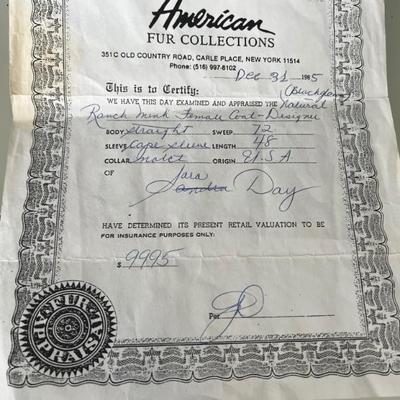 American
FUR COLLECTIONS
351C OLD COUNTRY ROAD, CARLE PLACE, NEW YORK 11514
Phone: (516) 997-8102
Dec 31 1985
This is to Certify: (Blackglama)
WE HAVE THIS DAY EXAMINED AND APPRAISED THE Natural
Ranch Mink Female Coat-Designer
BODY Straight SWEEP 72
SLEEVE Cape Sleeve LENGTH 48
COLLAR ORIGIN U.S.A
OF Sara Sandra Day
HAVE DETERMINED ITS PRESENT RETAIL VALUATION TO BE
FOR INSURANCE PURPOSES ONLY:
$ 9995
Per
FUR
APPRAISAL